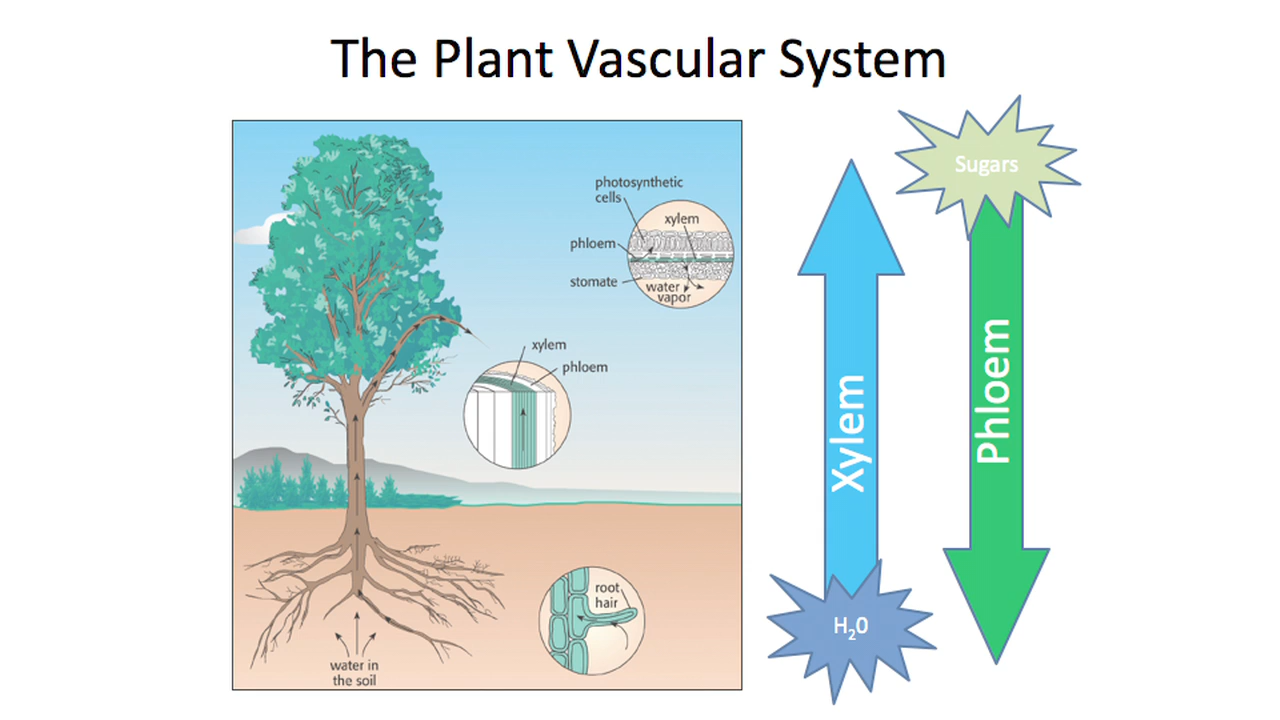 The Plant Vascular System
photosynthetic
cells
xylem
phloem
stomate
water
vapor
xylem
phloem
root
hair
water in
the soil
Sugars
Xylem
Phloem
H₂0